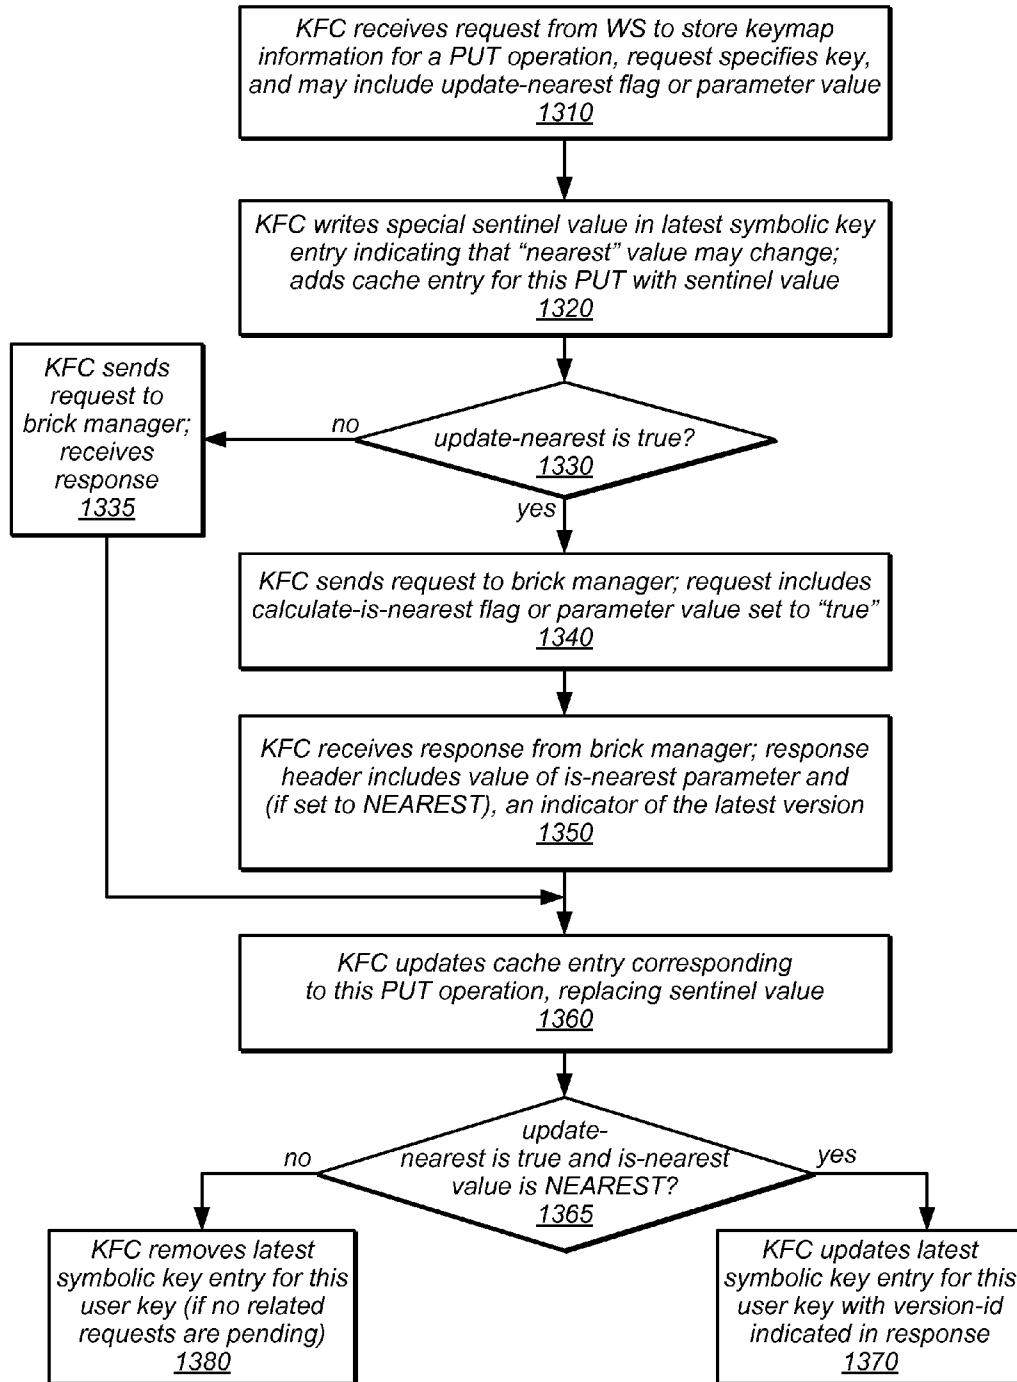 KFC receives request from WS to store keymap
information for a PUT operation, request specifies key,
and may include update-nearest flag or parameter value
1310
KFC writes special sentinel value in latest symbolic key
entry indicating that “nearest” value may change;
adds cache entry for this PUT with sentinel value
1320
KFC sends
request to
brick manager;
receives
response
1335
no
update-nearest is true?
1330
yes
KFC sends request to brick manager; request includes
calculate-is-nearest flag or parameter value set to “true”
1340
KFC receives response from brick manager; response
header includes value of is-nearest parameter and
(if set to NEAREST), an indicator of the latest version
1350
KFC updates cache entry corresponding
to this PUT operation, replacing sentinel value
1360
update-
nearest is true and is-nearest
value is NEAREST?
1365
no
yes
KFC removes latest
symbolic key entry for this
user key (if no related
requests are pending)
1380
KFC updates latest
symbolic key entry for this
user key with version-id
indicated in response
1370